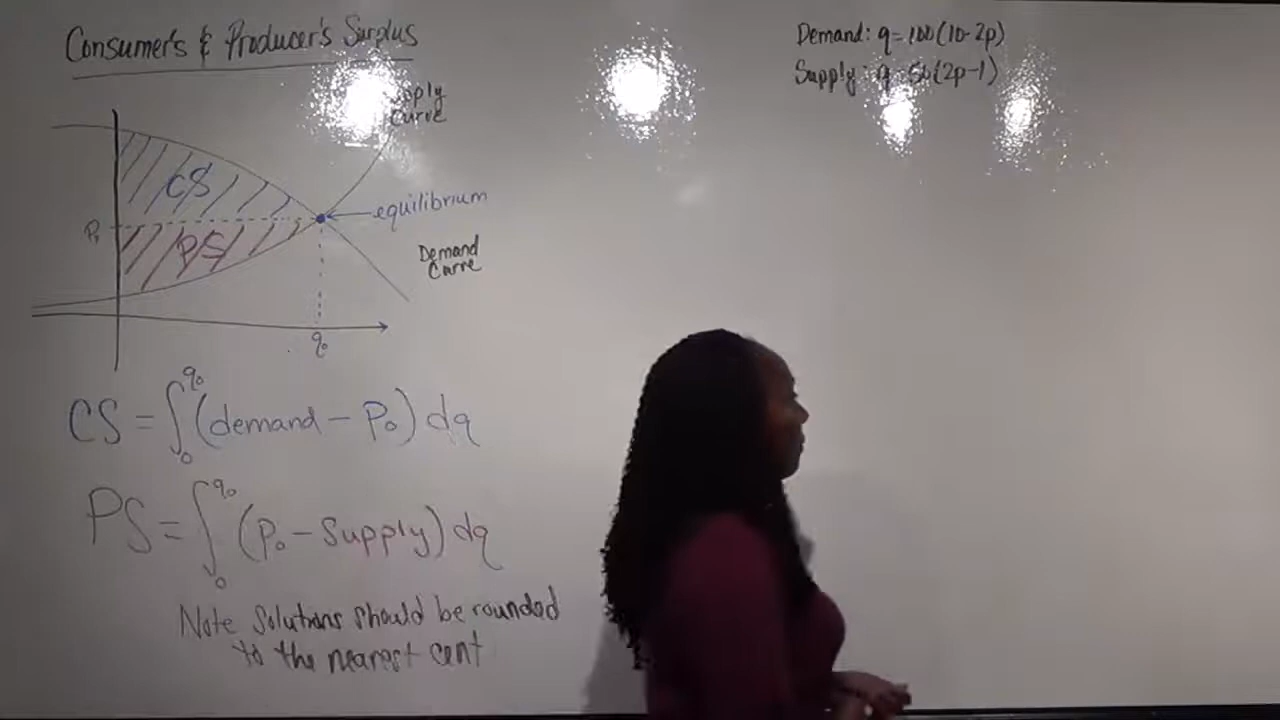 Consumer's & Producer's Surplus
Demand: q=100(10-2p)
Supply: q 50(2p-1)
Curve
CS
equilibrium
P₀
PS
Demand
Curve
q₀
CS = ∫₀^q₀ (demand - P₀) dq
PS = ∫₀^q₀ (P₀ - Supply) dq
Note Solutions should be rounded
to the nearest cent